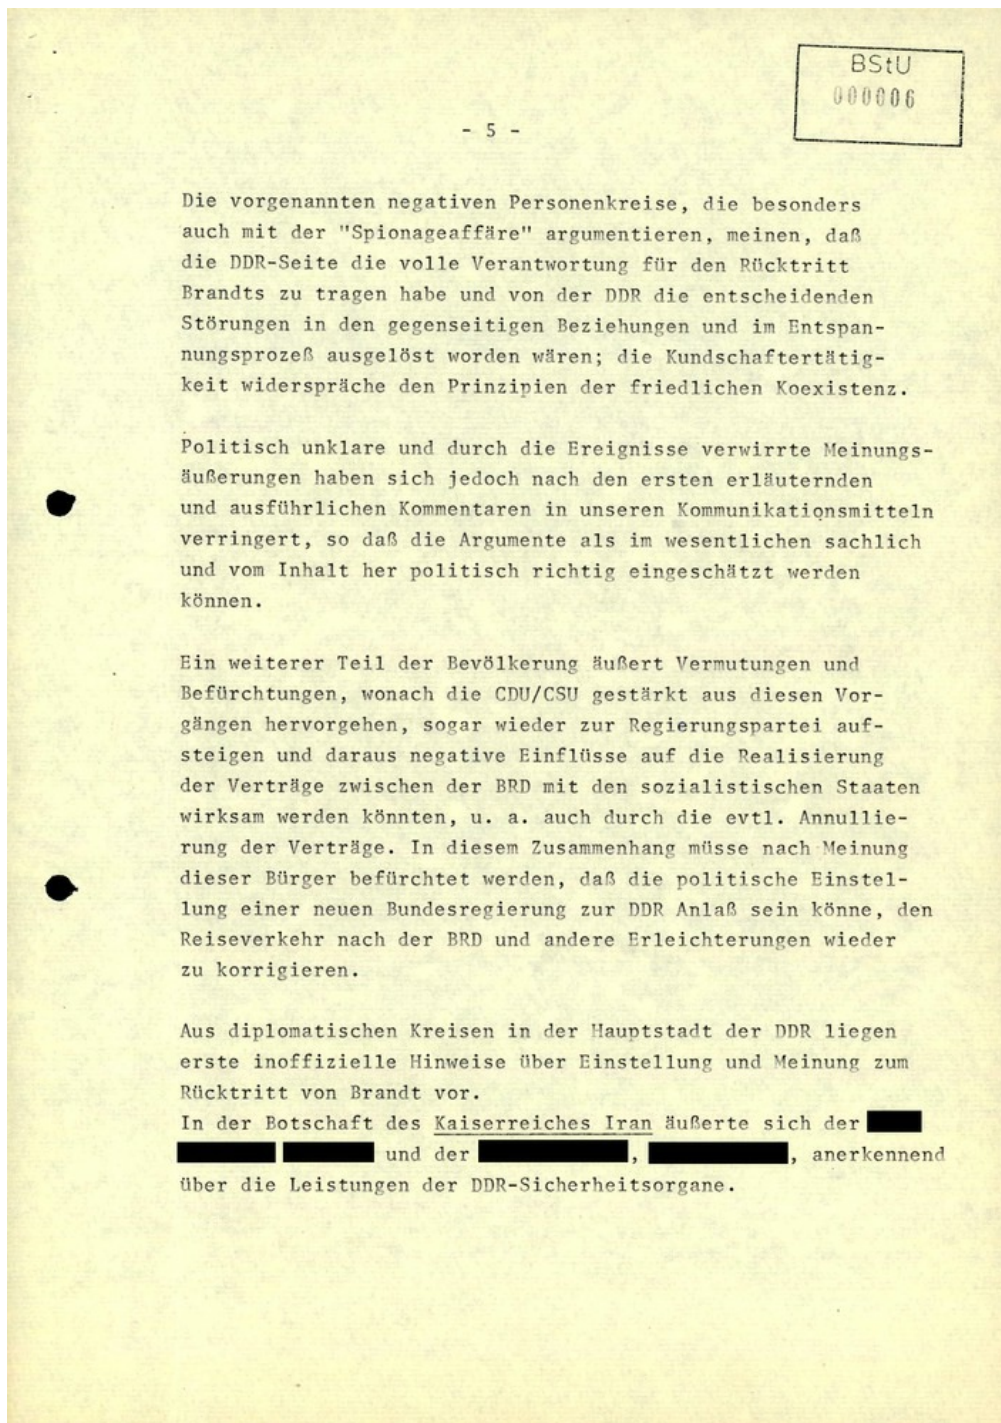 BStU
000006
- 5 -
Die vorgenannten negativen Personenkreise, die besonders
auch mit der "Spionageaffäre" argumentieren, meinen, daß
die DDR-Seite die volle Verantwortung für den Rücktritt
Brandts zu tragen habe und von der DDR die entscheidenden
Störungen in den gegenseitigen Beziehungen und im Entspan-
nungsprozeß ausgelöst worden wären; die Kundschaftertätig-
keit widerspräche den Prinzipien der friedlichen Koexistenz.
Politisch unklare und durch die Ereignisse verwirrte Meinungs-
äußerungen haben sich jedoch nach den ersten erläuternden
und ausführlichen Kommentaren in unseren Kommunikationsmitteln
verringert, so daß die Argumente als im wesentlichen sachlich
und vom Inhalt her politisch richtig eingeschätzt werden
können.
Ein weiterer Teil der Bevölkerung äußert Vermutungen und
Befürchtungen, wonach die CDU/CSU gestärkt aus diesen Vor-
gängen hervorgehen, sogar wieder zur Regierungspartei auf-
steigen und daraus negative Einflüsse auf die Realisierung
der Verträge zwischen der BRD mit den sozialistischen Staaten
wirksam werden könnten, u. a. auch durch die evtl. Annullie-
rung der Verträge. In diesem Zusammenhang müsse nach Meinung
dieser Bürger befürchtet werden, daß die politische Einstel-
lung einer neuen Bundesregierung zur DDR Anlaß sein könne, den
Reiseverkehr nach der BRD und andere Erleichterungen wieder
zu korrigieren.
Aus diplomatischen Kreisen in der Hauptstadt der DDR liegen
erste inoffizielle Hinweise über Einstellung und Meinung zum
Rücktritt von Brandt vor.
In der Botschaft des Kaiserreiches Iran äußerte sich der
und der , , anerkennend
über die Leistungen der DDR-Sicherheitsorgane.